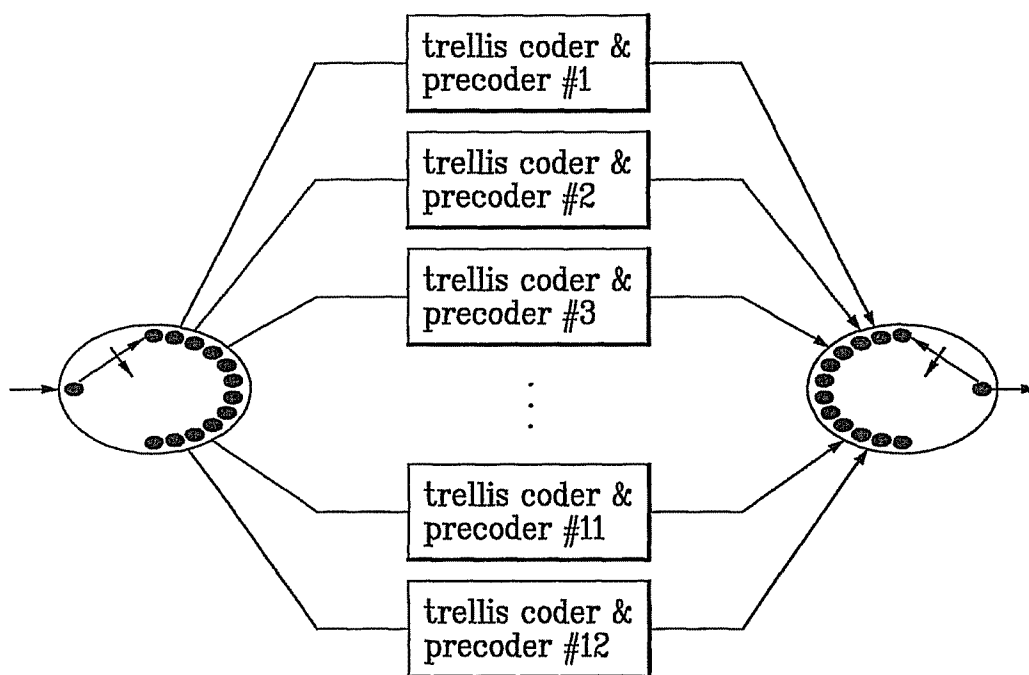 trellis coder &
precoder #1
trellis coder &
precoder #2
trellis coder &
precoder #3
trellis coder &
precoder #11
trellis coder &
precoder #12